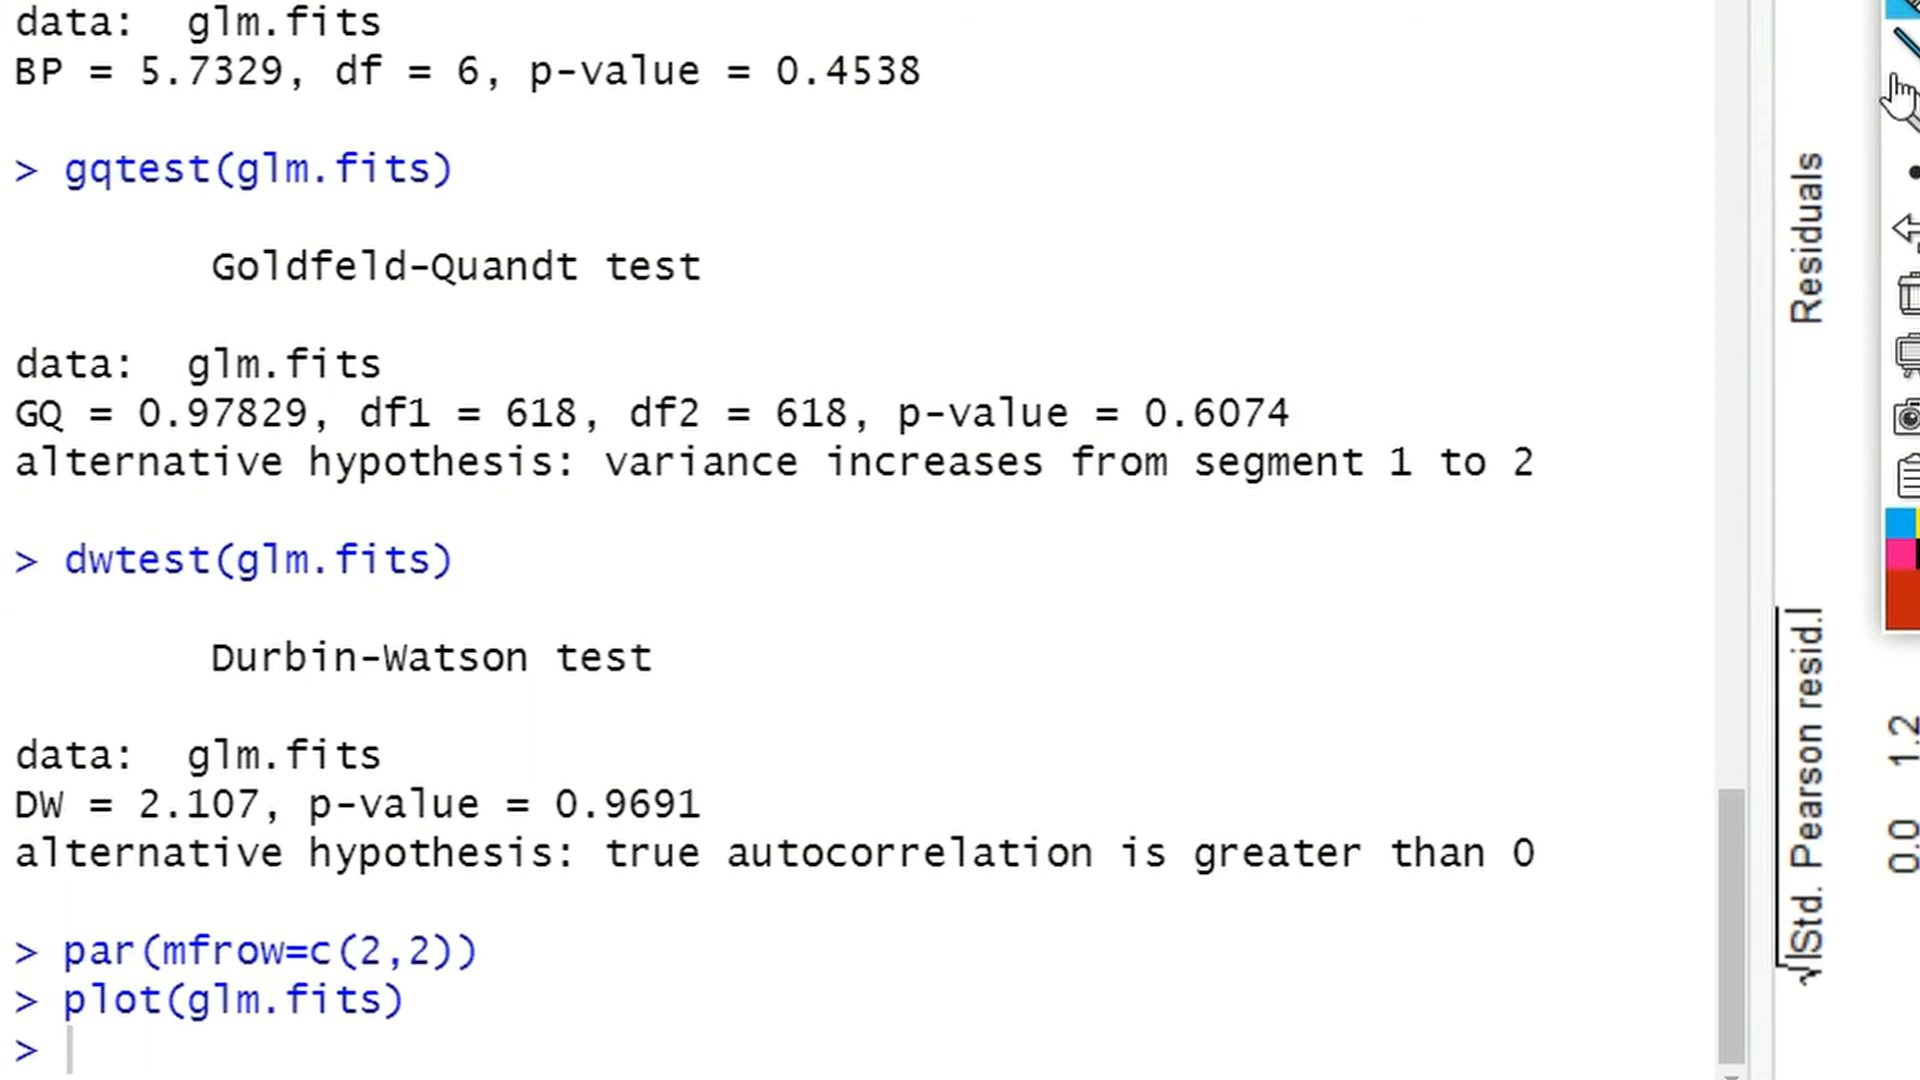 data:  glm.fits
BP = 5.7329, df = 6, p-value = 0.4538
> gqtest(glm.fits)
Goldfeld-Quandt test
data:  glm.fits
GQ = 0.97829, df1 = 618, df2 = 618, p-value = 0.6074
alternative hypothesis: variance increases from segment 1 to 2
> dwtest(glm.fits)
Durbin-Watson test
data:  glm.fits
DW = 2.107, p-value = 0.9691
alternative hypothesis: true autocorrelation is greater than 0
> par(mfrow=c(2,2))
> plot(glm.fits)
>
Residuals
√|Std. Pearson resid.|
0.0 1.2